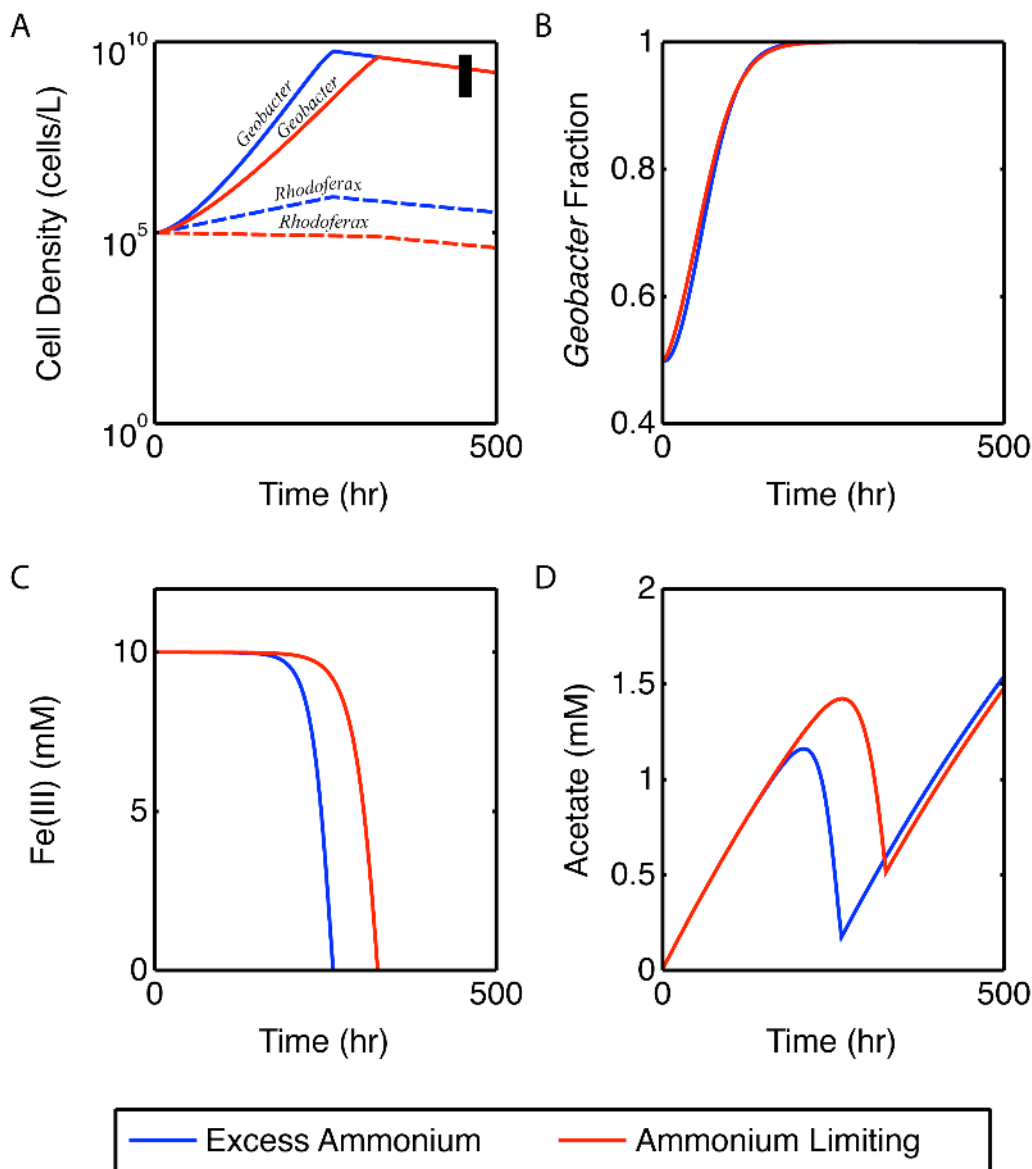 A
10^10
Cell Density (cells/L)
10^5
10^0
Geobacter
Geobacter
Rhodoferax
Rhodoferax
0
500
Time (hr)
B
1
Geobacter Fraction
0.8
0.6
0.4
0
500
Time (hr)
C
Fe(III) (mM)
10
5
0
0
500
Time (hr)
D
2
Acetate (mM)
1.5
1
0.5
0
0
500
Time (hr)
Excess Ammonium
Ammonium Limiting